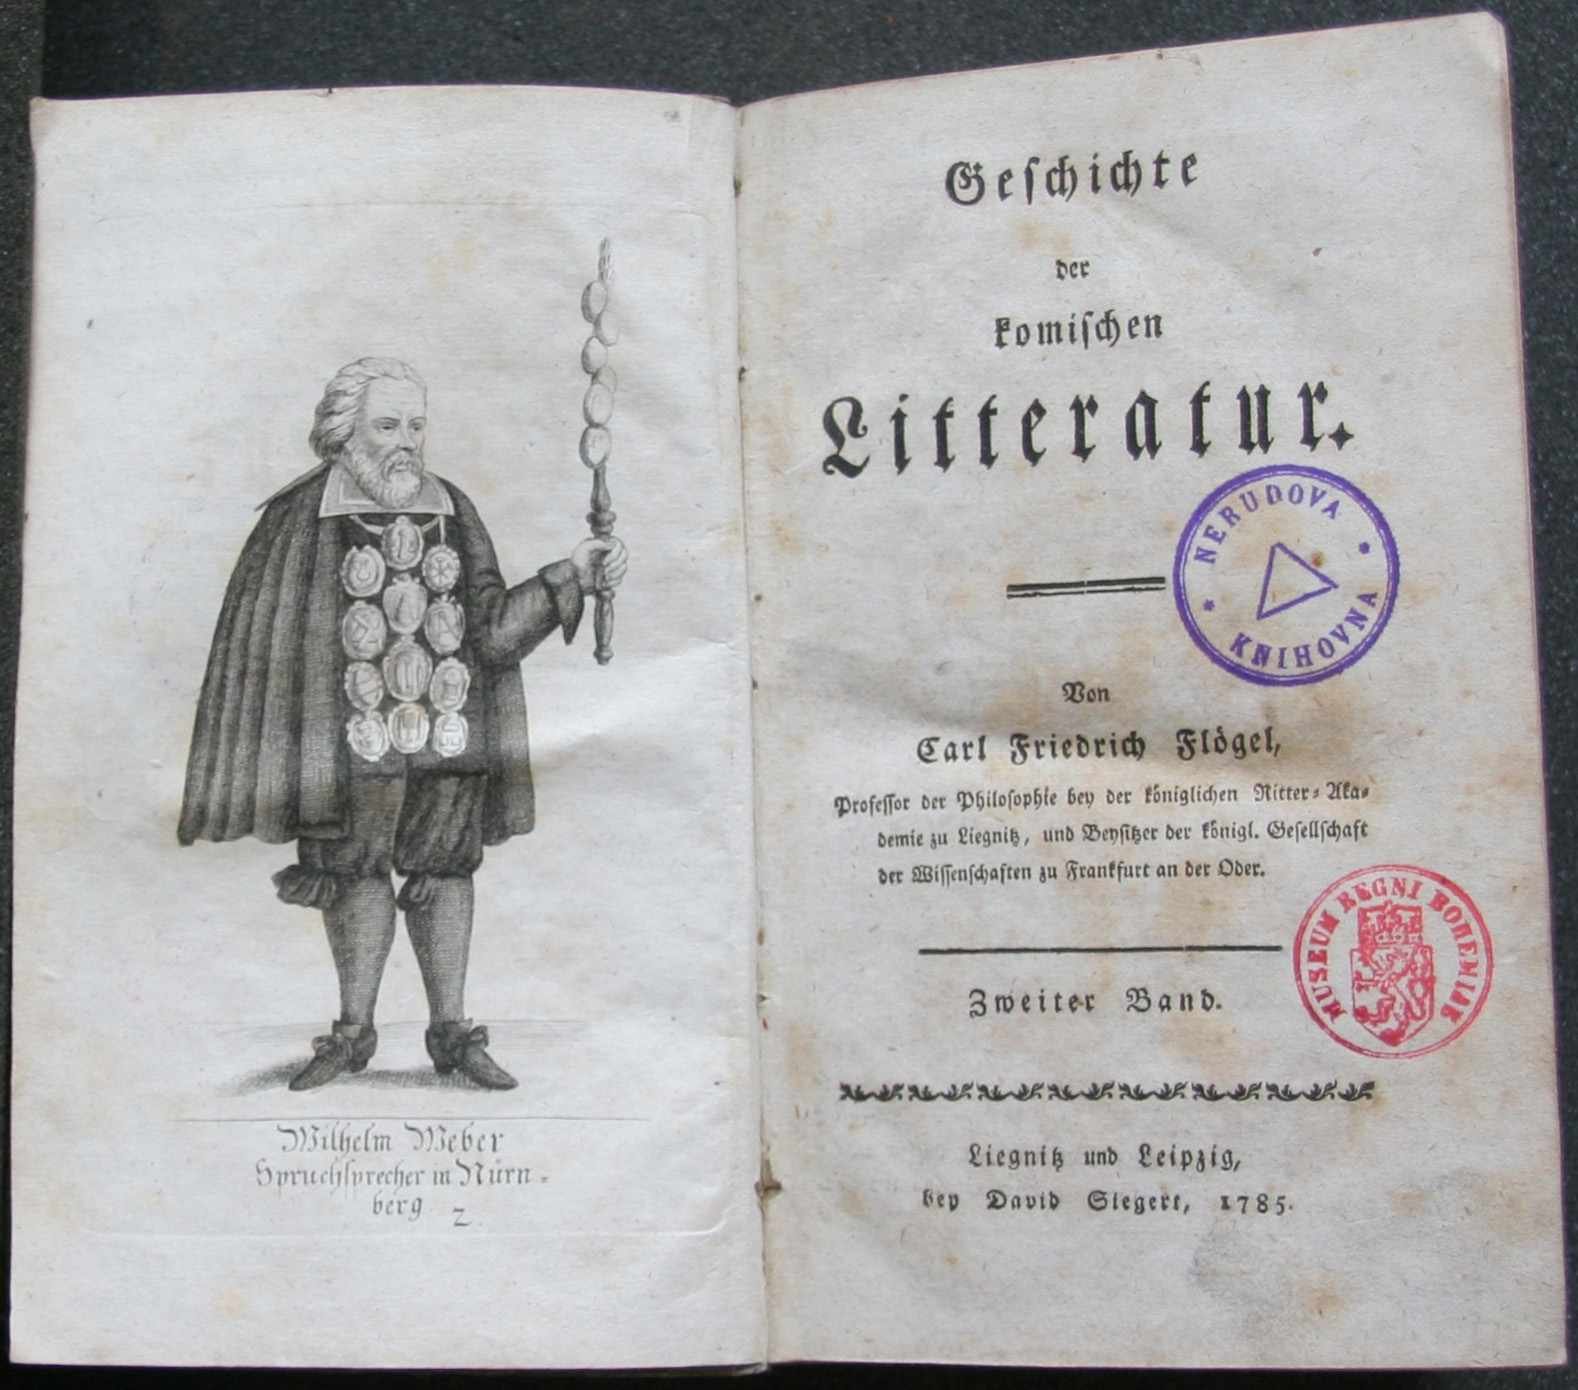 Wilhelm Weber
Spruchsprecher in Nürn=
berg 2
Geschichte
der
komischen
Litteratur.
NERUDOVA
KNIHOVNA
Von
Carl Friedrich Flögel,
Professor der Philosophie bey der königlichen Ritter=Aka=
demie zu Liegnitz, und Beysitzer der königl. Gesellschaft
der Wissenschaften zu Frankfurt an der Oder.
MUSEUM REGNI BOHEMIAE
Zweiter Band.
Liegnitz und Leipzig,
bey David Siegert, 1785.